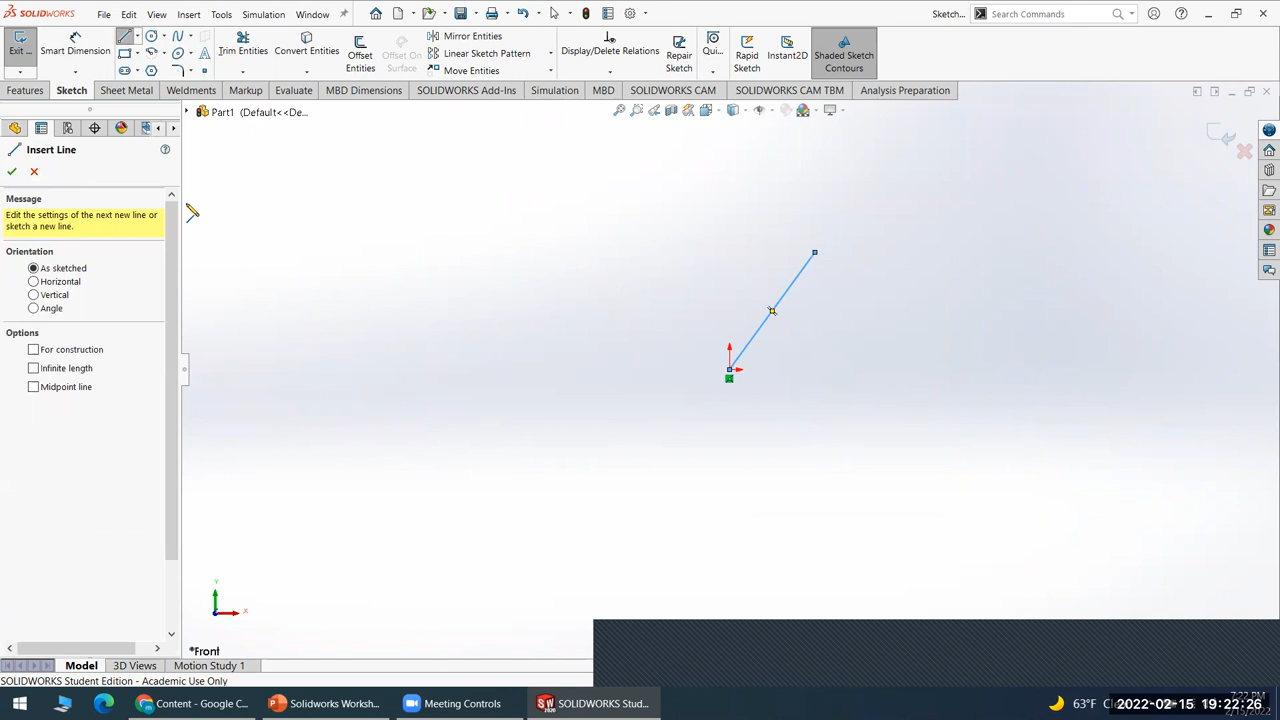 SOLIDWORKS File Edit View Insert Tools Simulation Window Sketch... Search Commands
Exit ... Smart Dimension Trim Entities Convert Entities Offset Entities Offset On Surface Mirror Entities Linear Sketch Pattern Move Entities Display/Delete Relations Repair Sketch Qui... Rapid Sketch Instant2D Shaded Sketch Contours
Features Sketch Sheet Metal Weldments Markup Evaluate MBD Dimensions SOLIDWORKS Add-Ins Simulation MBD SOLIDWORKS CAM SOLIDWORKS CAM TBM Analysis Preparation
Part1 (Default<<De...
Insert Line
Message
Edit the settings of the next new line or
sketch a new line.
Orientation
As sketched
Horizontal
Vertical
Angle
Options
For construction
Infinite length
Midpoint line
Y
X
*Front
Model 3D Views Motion Study 1
SOLIDWORKS Student Edition - Academic Use Only
Content - Google C... PowerPoint Worksh... Meeting Controls SOLIDWORKS Stud... 63°F
2022-02-15 19:22:26